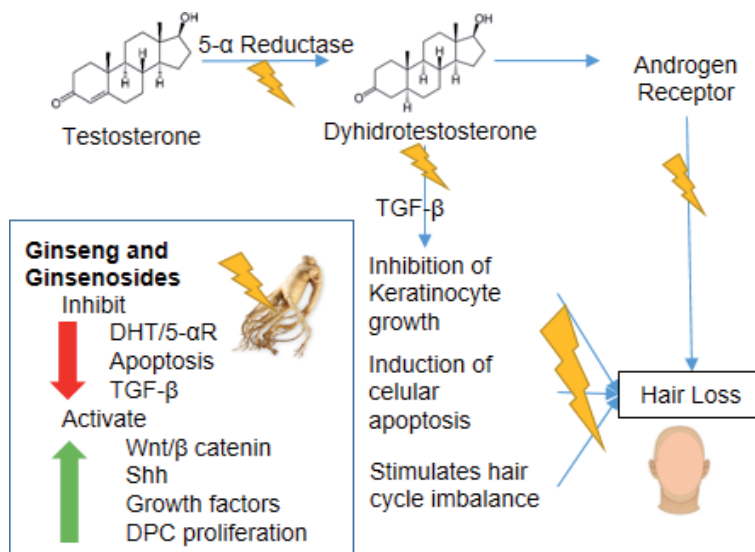 OH
OH
5-α Reductase
H
H
H
H
H
H
O
O
H
Testosterone
Dyhidrotestosterone
Androgen
Receptor
TGF-β
Ginseng and
Ginsenosides
Inhibit
DHT/5-αR
Apoptosis
TGF-β
Activate
Wnt/β catenin
Shh
Growth factors
DPC proliferation
Inhibition of
Keratinocyte
growth
Induction of
celular
apoptosis
Stimulates hair
cycle imbalance
Hair Loss